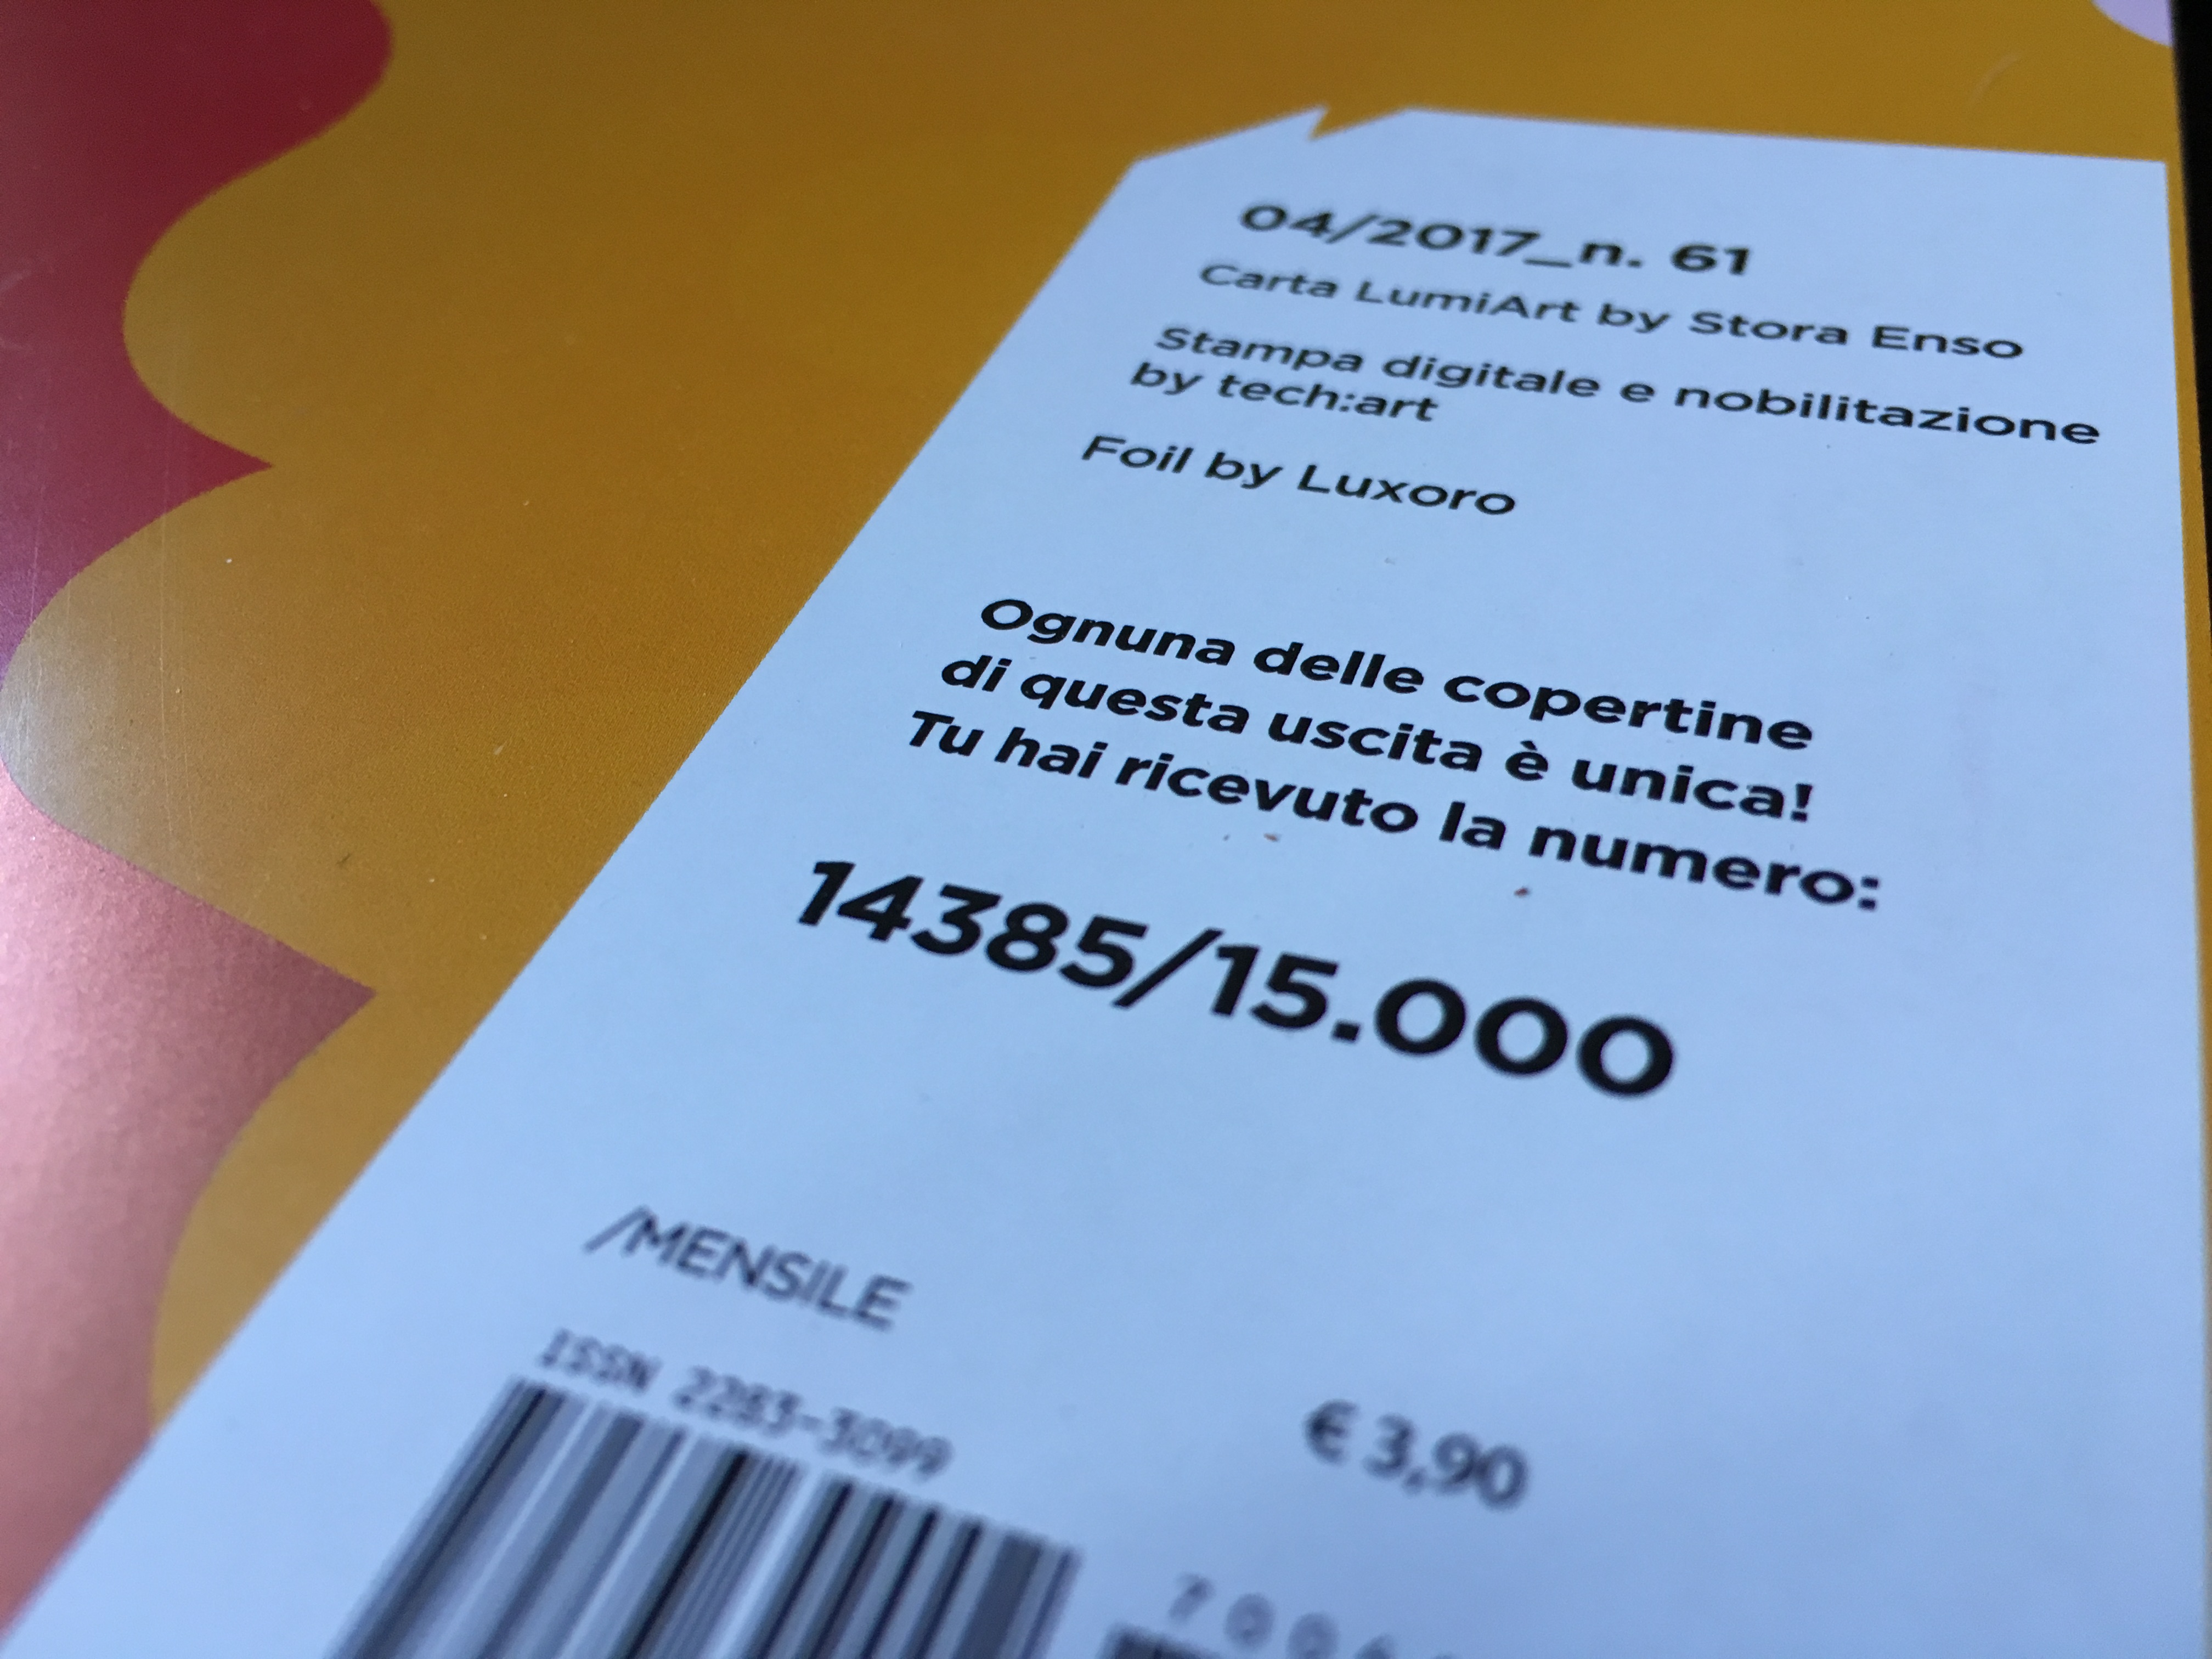 04/2017_n. 61
Carta LumiArt by Stora Enso
Stampa digitale e nobilitazione
by tech:art
Foil by Luxoro
Ognuna delle copertine
di questa uscita è unica!
Tu hai ricevuto la numero:
14385/15.000
/MENSILE
ISSN 2283-3099
€ 3,90